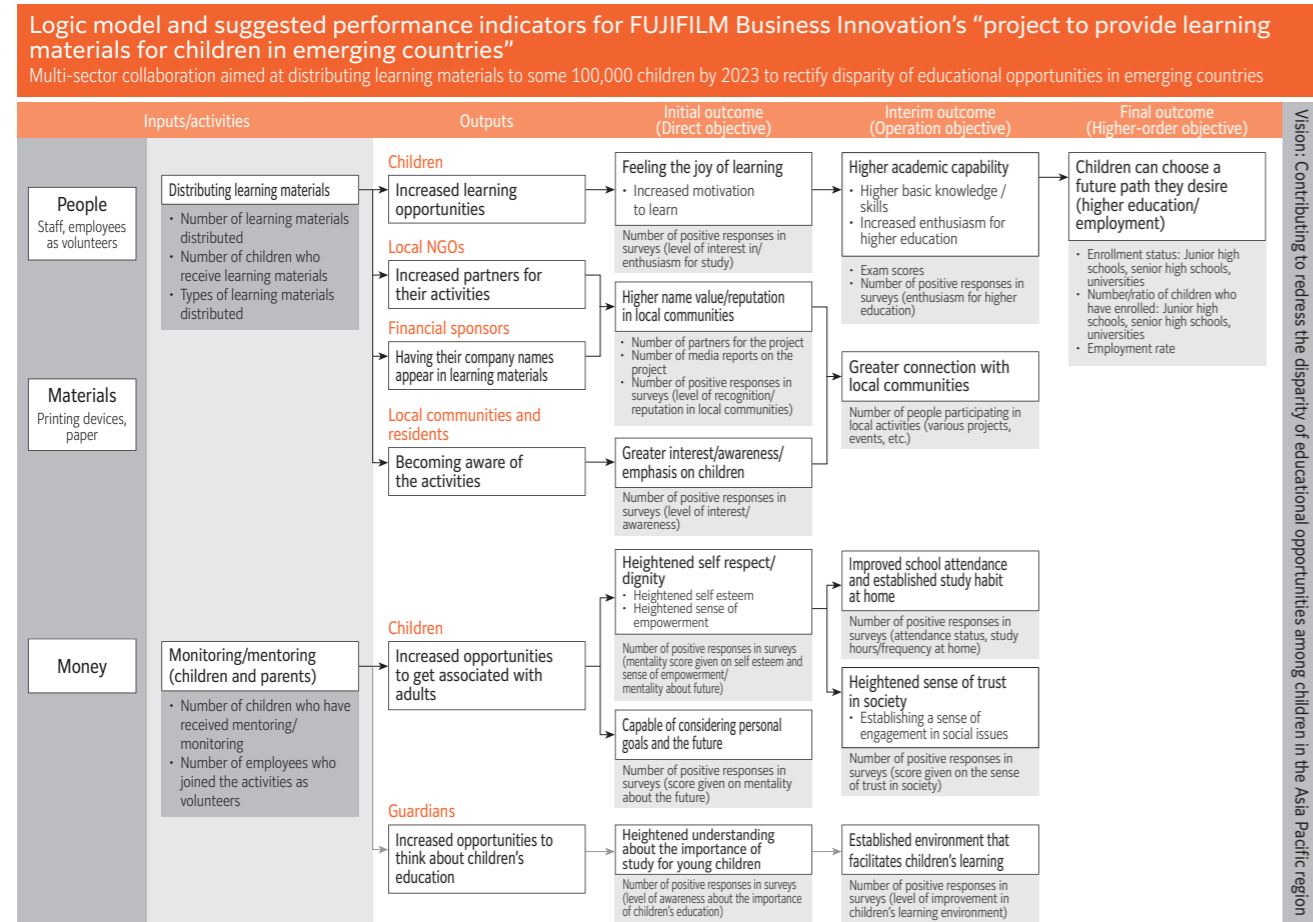 Logic model and suggested performance indicators for FUJIFILM Business Innovation's “project to provide learning
materials for children in emerging countries”
Multi-sector collaboration aimed at distributing learning materials to some 100,000 children by 2023 to rectify disparity of educational opportunities in emerging countries
Inputs/activities
Outputs
Initial outcome
(Direct objective)
Interim outcome
(Operation objective)
Final outcome
(Higher-order objective)
People
Staff, employees
as volunteers
Materials
Printing devices,
paper
Money
Distributing learning materials
・Number of learning materials
distributed
・Number of children who
receive learning materials
・Types of learning materials
distributed
Monitoring/mentoring
(children and parents)
・Number of children who have
received mentoring/
monitoring
・Number of employees who
joined the activities as
volunteers
Children
Increased learning
opportunities
Local NGOs
Increased partners for
their activities
Financial sponsors
Having their company names
appear in learning materials
Local communities and
residents
Becoming aware of
the activities
Children
Increased opportunities
to get associated with
adults
Guardians
Increased opportunities to
think about children's
education
Feeling the joy of learning
・Increased motivation
to learn
Number of positive responses in
surveys (level of interest in/
enthusiasm for study)
Higher name value/reputation
in local communities
・Number of partners for the project
・Number of media reports on the
project
・Number of positive responses in
surveys (level of recognition/
reputation in local communities)
Greater interest/awareness/
emphasis on children
Number of positive responses in
surveys (level of interest/
awareness)
Heightened self respect/
dignity
・Heightened self esteem
・Heightened sense of
empowerment
Number of positive responses in surveys
(mentality score given on self esteem and
sense of empowerment/
mentality about future)
Capable of considering personal
goals and the future
Number of positive responses in
surveys (score given on mentality
about the future)
Heightened understanding
about the importance of
study for young children
Number of positive responses in surveys
(level of awareness about the importance
of children's education)
Higher academic capability
・Higher basic knowledge /
skills
・Increased enthusiasm for
higher education
・Exam scores
・Number of positive responses in
surveys (enthusiasm for higher
education)
Greater connection with
local communities
Number of people participating in
local activities (various projects,
events, etc.)
Improved school attendance
and established study habit
at home
Number of positive responses in
surveys (attendance status, study
hours/frequency at home)
Heightened sense of trust
in society
・Establishing a sense of
engagement in social issues
Number of positive responses in
surveys (score given on the sense
of trust in society)
Established environment that
facilitates children's learning
Number of positive responses in
surveys (level of improvement in
children's learning environment)
Children can choose a
future path they desire
(higher education/
employment)
・Enrollment status: Junior high
schools, senior high schools,
universities
・Number/ratio of children who
have enrolled: Junior high
schools, senior high schools,
universities
・Employment rate
Vision: Contributing to redress the disparity of educational opportunities among children in the Asia Pacific region